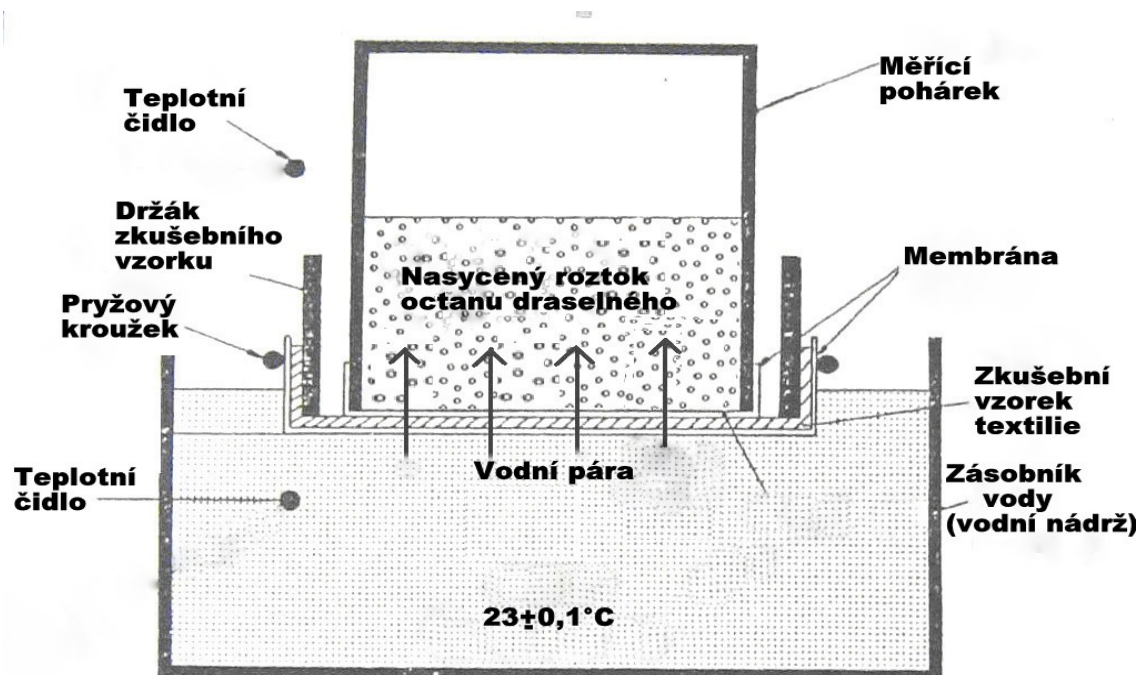 Měřící
pohárek
Teplotní
čidlo
Držák
zkušebního
vzorku
Nasycený roztok
octanu draselného
Membrána
Pryžový
kroužek
Zkušební
vzorek
textilie
Vodní pára
Teplotní
čidlo
Zásobník
vody
(vodní nádrž)
23±0,1°C